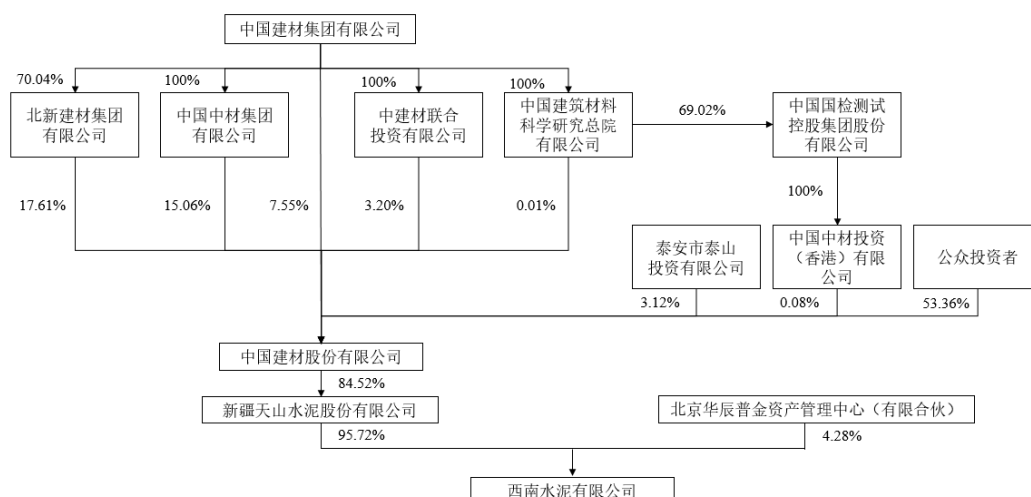 中国建材集团有限公司
70.04%
100%
100%
100%
北新建材集团
有限公司
中国中材集团
有限公司
中建材联合
投资有限公司
中国建筑材料
科学研究总院
有限公司
69.02%
中国国检测试
控股集团股份
有限公司
17.61%
15.06%
7.55%
3.20%
0.01%
100%
泰安市泰山
投资有限公司
中国中材投资
（香港）有限
公司
公众投资者
3.12%
0.08%
53.36%
中国建材股份有限公司
84.52%
新疆天山水泥股份有限公司
北京华辰普金资产管理中心（有限合伙）
95.72%
4.28%
西南水泥有限公司